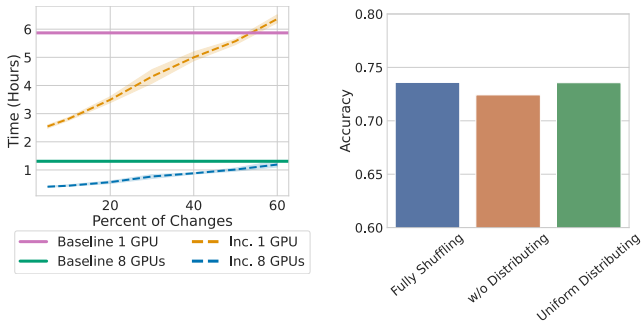 6
5
4
3
2
1
Time (Hours)
20 40 60
Percent of Changes
Baseline 1 GPU Inc. 1 GPU
Baseline 8 GPUs Inc. 8 GPUs
0.80
0.75
0.70
0.65
0.60
Accuracy
Fully Shuffling
w/o Distributing
Uniform Distributing